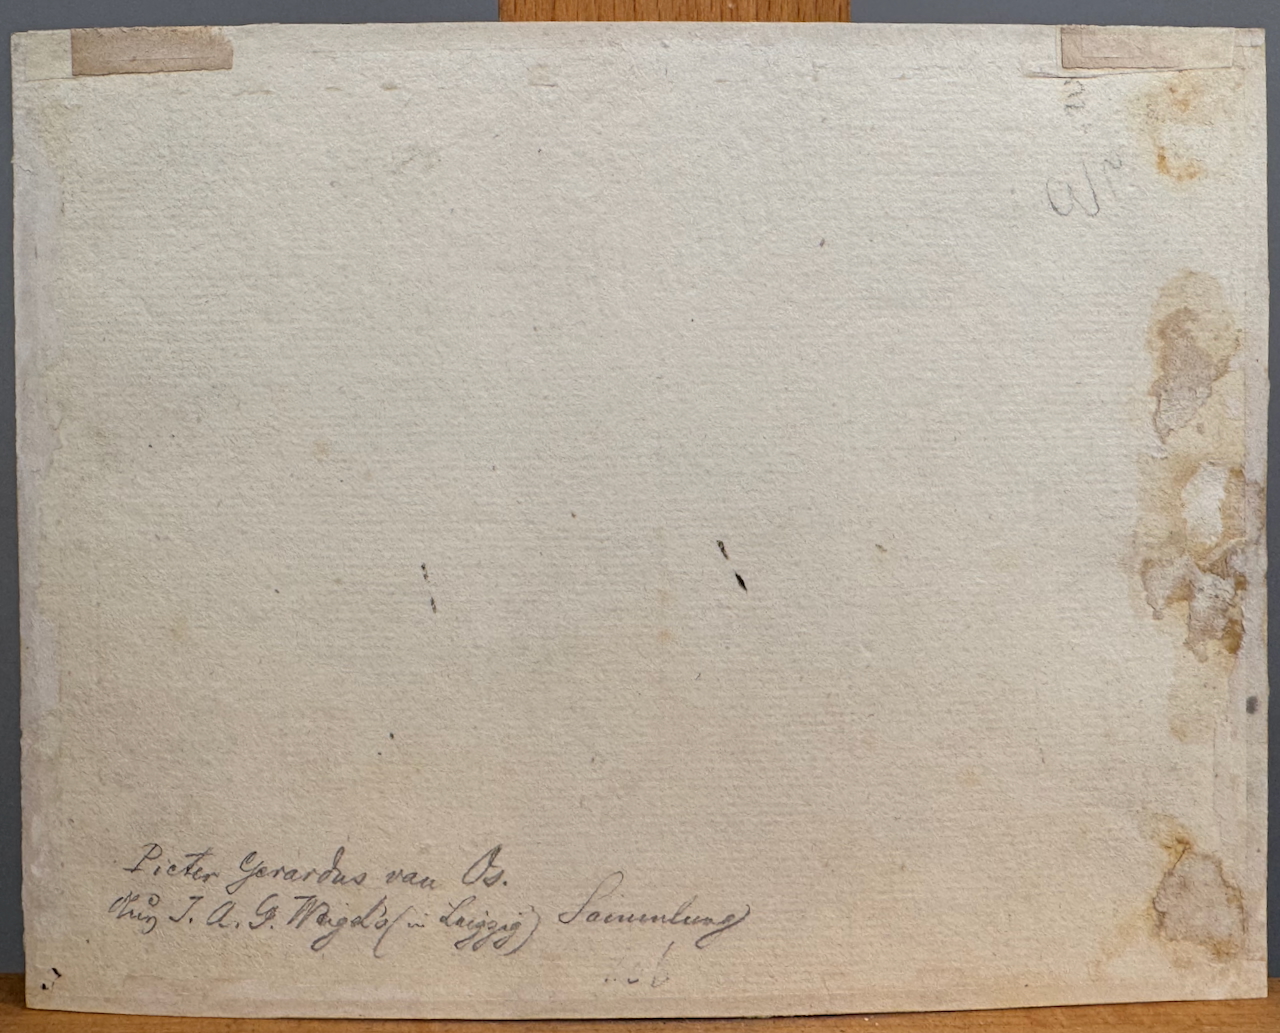 Pieter Gerardus van Os.
Aus J. A. G. Weigel's (in Leipzig) Sammlung